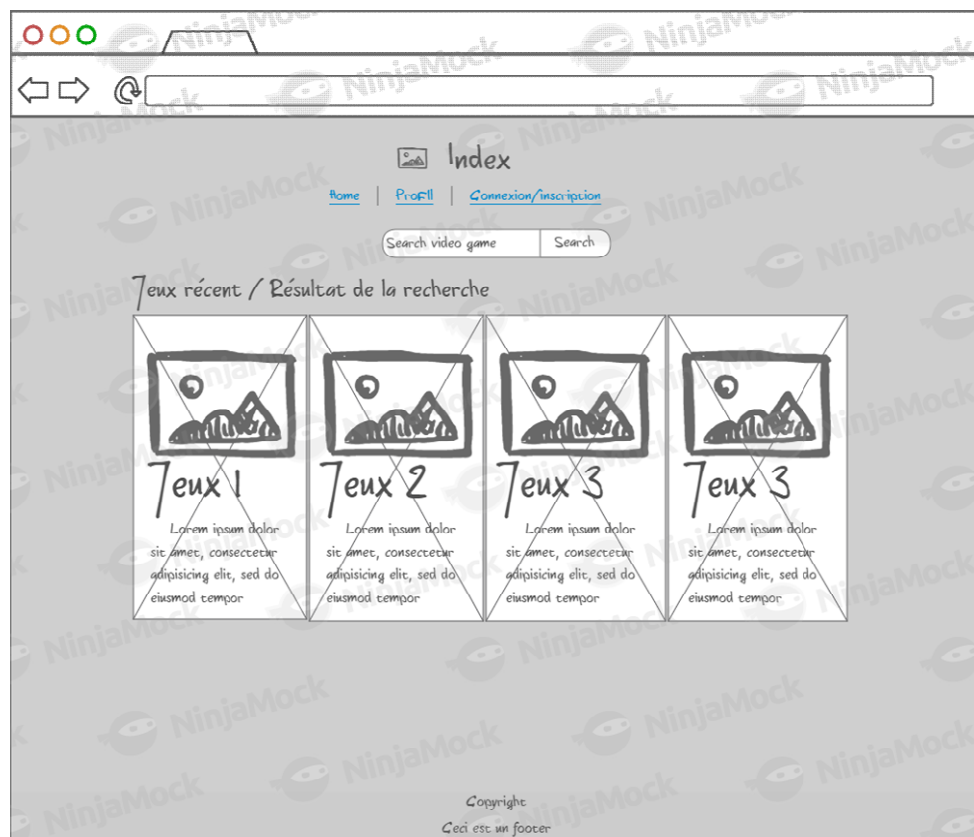 Index
Home | Profil | Connexion/inscription
Search video game Search
Jeux récent / Résultat de la recherche
Jeux 1
Lorem ipsum dolor
sit amet, consectetur
adipisicing elit, sed do
eiusmod tempor
Jeux 2
Lorem ipsum dolor
sit amet, consectetur
adipisicing elit, sed do
eiusmod tempor
Jeux 3
Lorem ipsum dolor
sit amet, consectetur
adipisicing elit, sed do
eiusmod tempor
Jeux 3
Lorem ipsum dolor
sit amet, consectetur
adipisicing elit, sed do
eiusmod tempor
Copyright
Ceci est un footer
NinjaMock